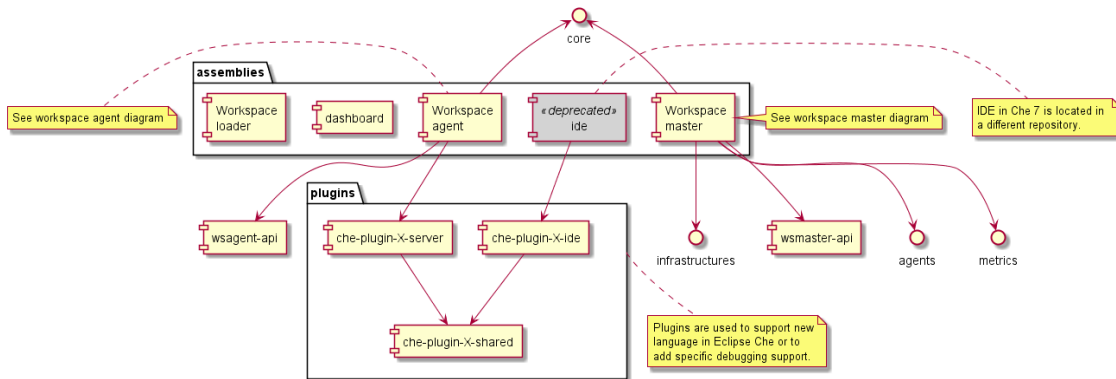 core
assemblies
See workspace agent diagram
Workspace
loader
dashboard
Workspace
agent
«deprecated»
ide
Workspace
master
See workspace master diagram
IDE in Che 7 is located in
a different repository.
plugins
wsagent-api
che-plugin-X-server
che-plugin-X-ide
infrastructures
wsmaster-api
agents
metrics
che-plugin-X-shared
Plugins are used to support new
language in Eclipse Che or to
add specific debugging support.